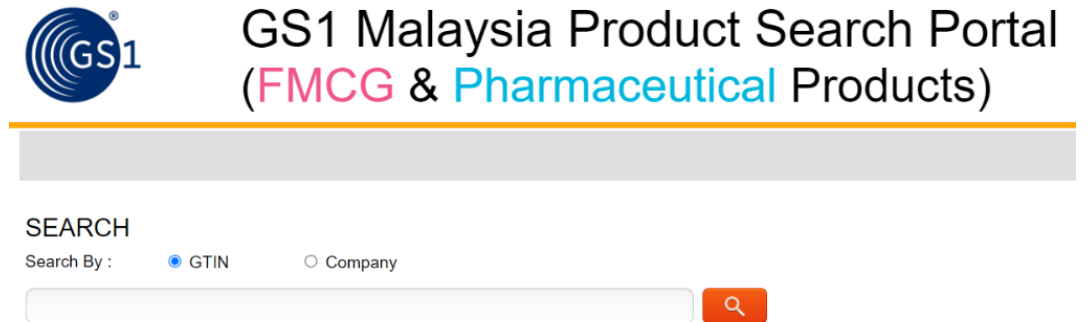 GS1®
GS1 Malaysia Product Search Portal
(FMCG & Pharmaceutical Products)
SEARCH
Search By :
GTIN
Company